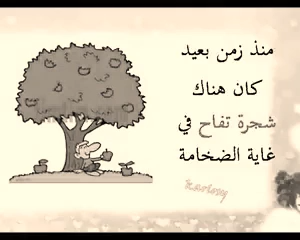 منذ زمن بعيد
كان هناك
شجرة تفاح في
غاية الضخامة